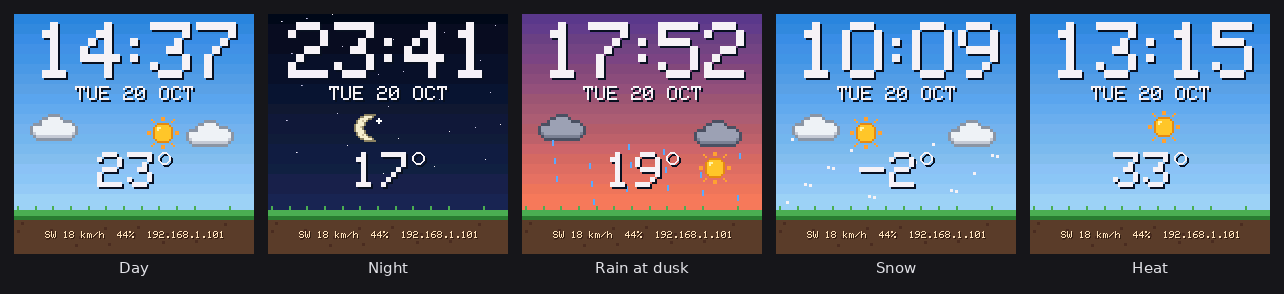 14:37
TUE 20 OCT
23°
SW 18 km/h 44% 192.168.1.101
Day
23:41
TUE 20 OCT
17°
SW 18 km/h 44% 192.168.1.101
Night
17:52
TUE 20 OCT
19°
SW 18 km/h 44% 192.168.1.101
Rain at dusk
10:09
TUE 20 OCT
-2°
SW 18 km/h 44% 192.168.1.101
Snow
13:15
TUE 20 OCT
33°
SW 18 km/h 44% 192.168.1.101
Heat